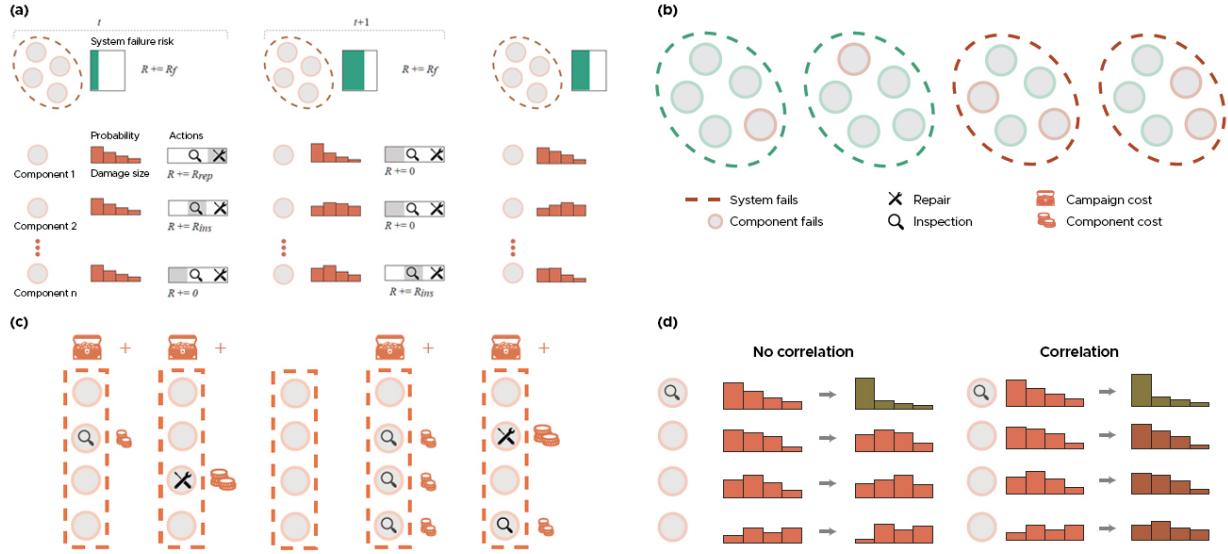 (a)
t
t+1
System failure risk
R += Rf
R += Rf
Probability
Actions
Component 1
Damage size
R += Rrep
R += 0
Component 2
R += Rins
R += 0
Component n
R += 0
R += Rins
(b)
System fails
Repair
Campaign cost
Component fails
Inspection
Component cost
(c)
+
+
+
+
(d)
No correlation
Correlation